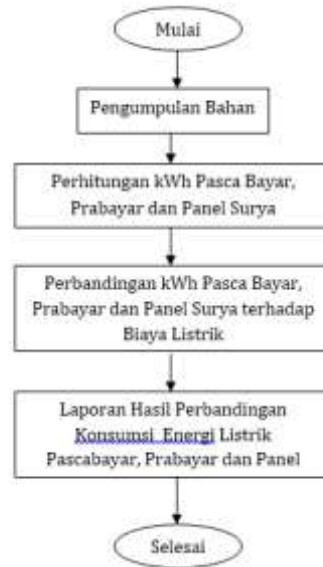 Mulai
Pengumpulan Bahan
Perhitungan kWh Pasca Bayar,
Prabayar dan Panel Surya
Perbandingan kWh Pasca Bayar,
Prabayar dan Panel Surya terhadap
Biaya Listrik
Laporan Hasil Perbandingan
Konsumsi Energi Listrik
Pascabayar, Prabayar dan Panel
Selesai